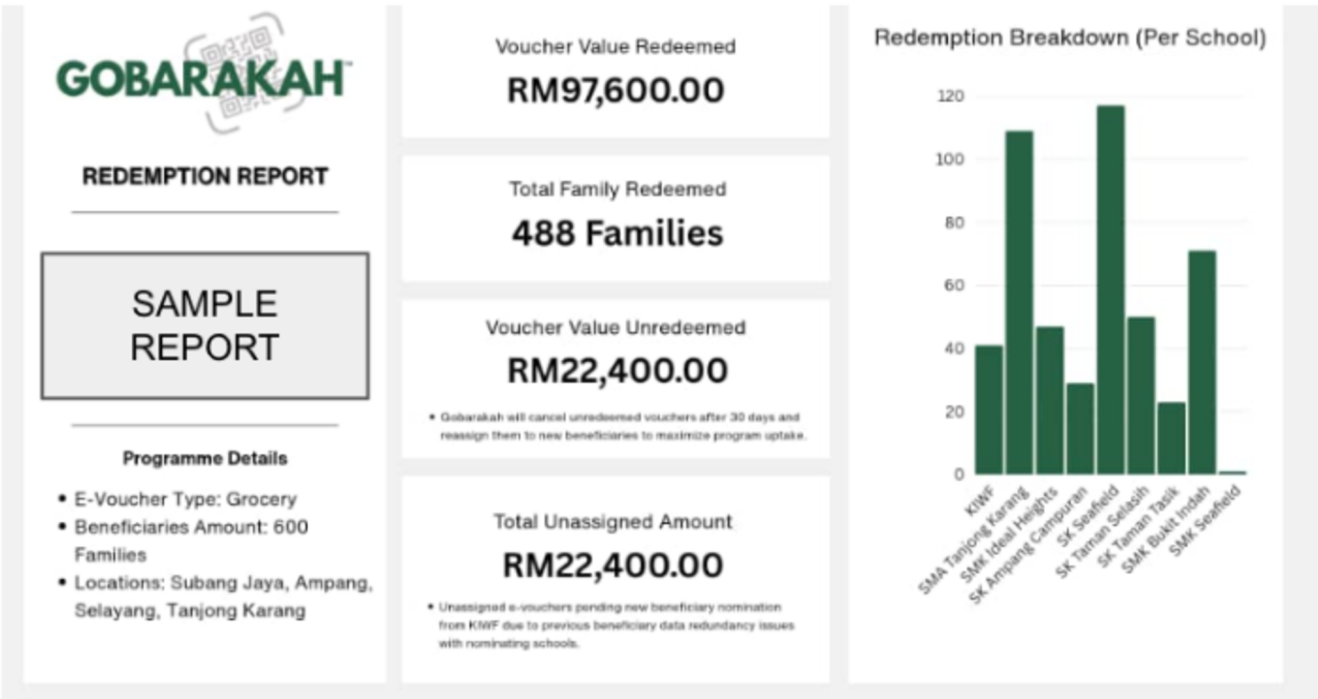 GOBARAKAH™
REDEMPTION REPORT
SAMPLE
REPORT
Programme Details
• E-Voucher Type: Grocery
• Beneficiaries Amount: 600
Families
• Locations: Subang Jaya, Ampang,
Selayang, Tanjong Karang
Voucher Value Redeemed
RM97,600.00
Total Family Redeemed
488 Families
Voucher Value Unredeemed
RM22,400.00
• Gobarakah will cancel unredeemed vouchers after 30 days and
reassign them to new beneficiaries to maximize program uptake.
Total Unassigned Amount
RM22,400.00
• Unassigned e-vouchers pending new beneficiary nomination
from KIWF due to previous beneficiary data redundancy issues
with nominating schools.
Redemption Breakdown (Per School)
120
100
80
60
40
20
0
KIWF
SMA Tanjong Karang
SMK Ideal Heights
SK Ampang Campuran
SK Seafield
SK Taman Selasih
SK Taman Tasik
SMK Bukit Indah
SMK Seafield